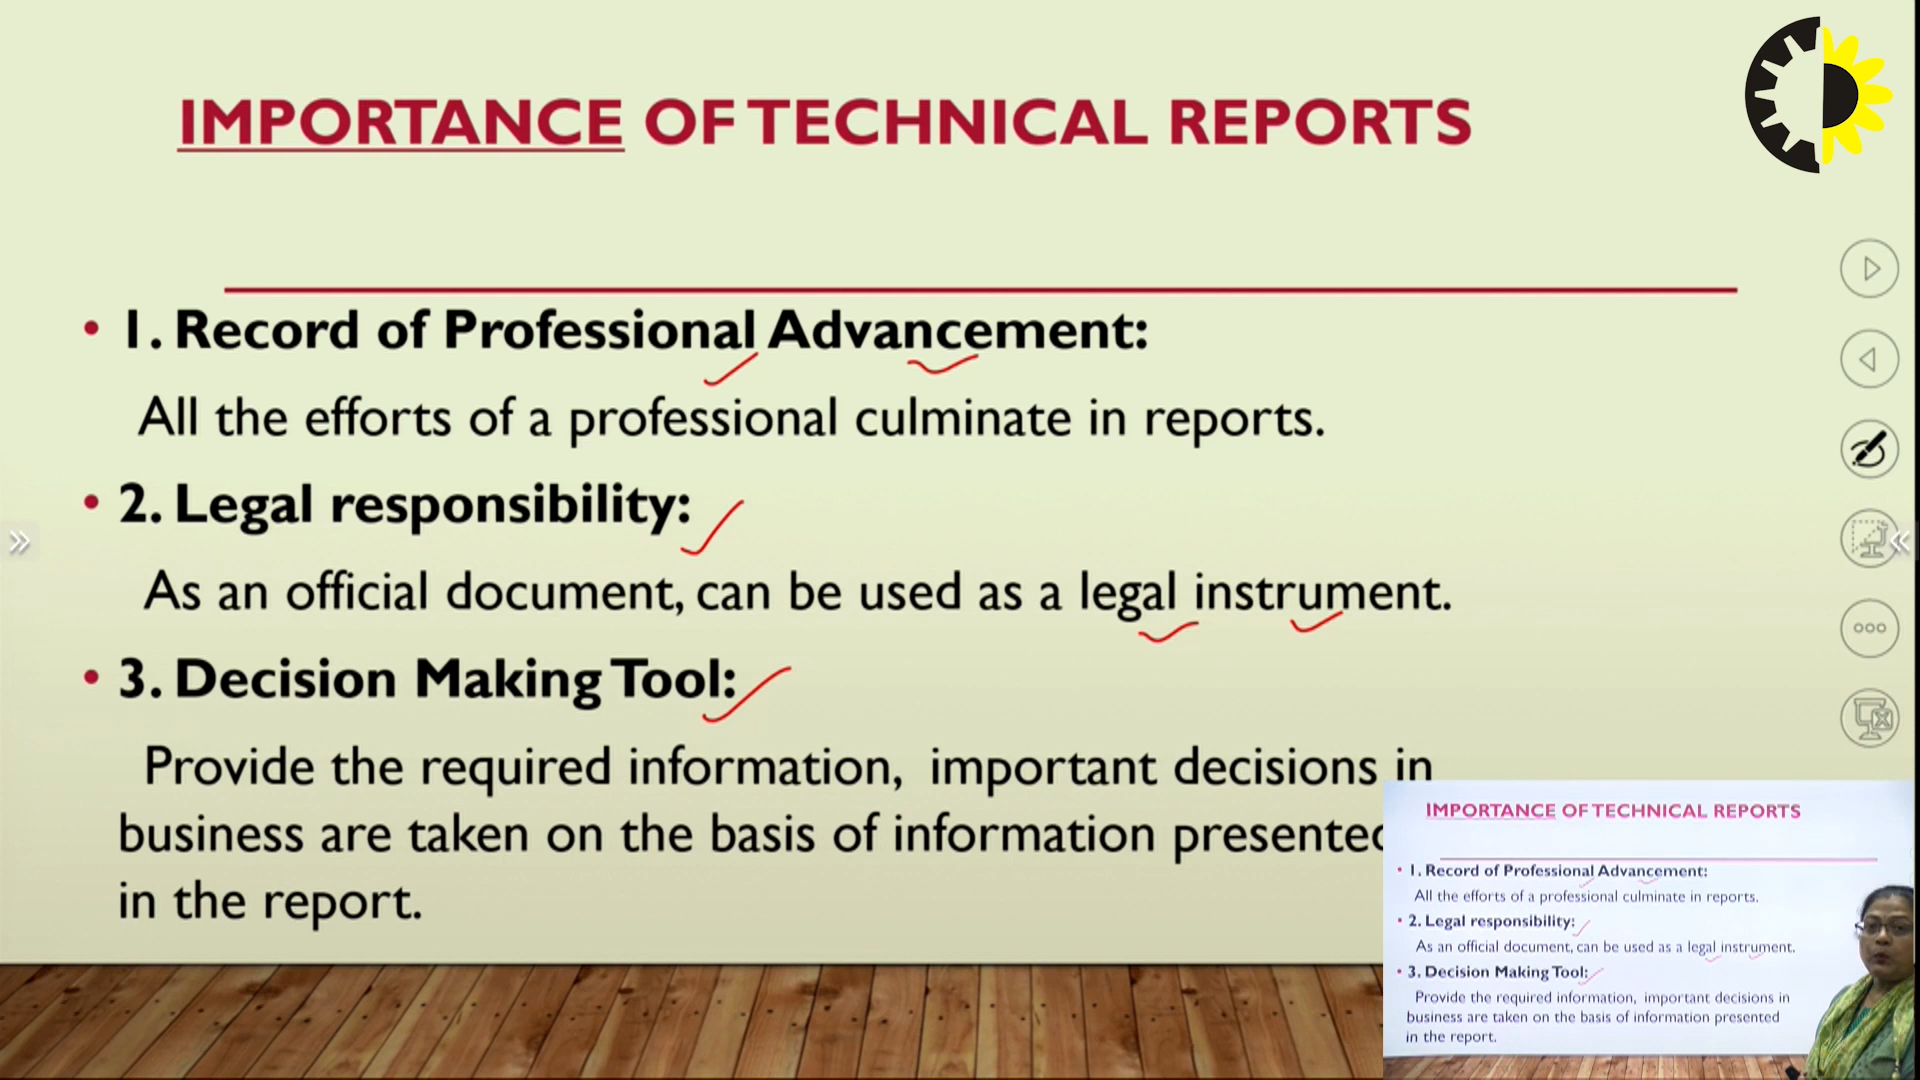 IMPORTANCE OF TECHNICAL REPORTS
• 1. Record of Professional Advancement:
All the efforts of a professional culminate in reports.
• 2. Legal responsibility:
As an official document, can be used as a legal instrument.
• 3. Decision Making Tool:
Provide the required information, important decisions in
business are taken on the basis of information presented
in the report.
IMPORTANCE OF TECHNICAL REPORTS
• 1. Record of Professional Advancement:
All the efforts of a professional culminate in reports.
• 2. Legal responsibility:
As an official document, can be used as a legal instrument.
• 3. Decision Making Tool:
Provide the required information, important decisions in
business are taken on the basis of information presented
in the report.